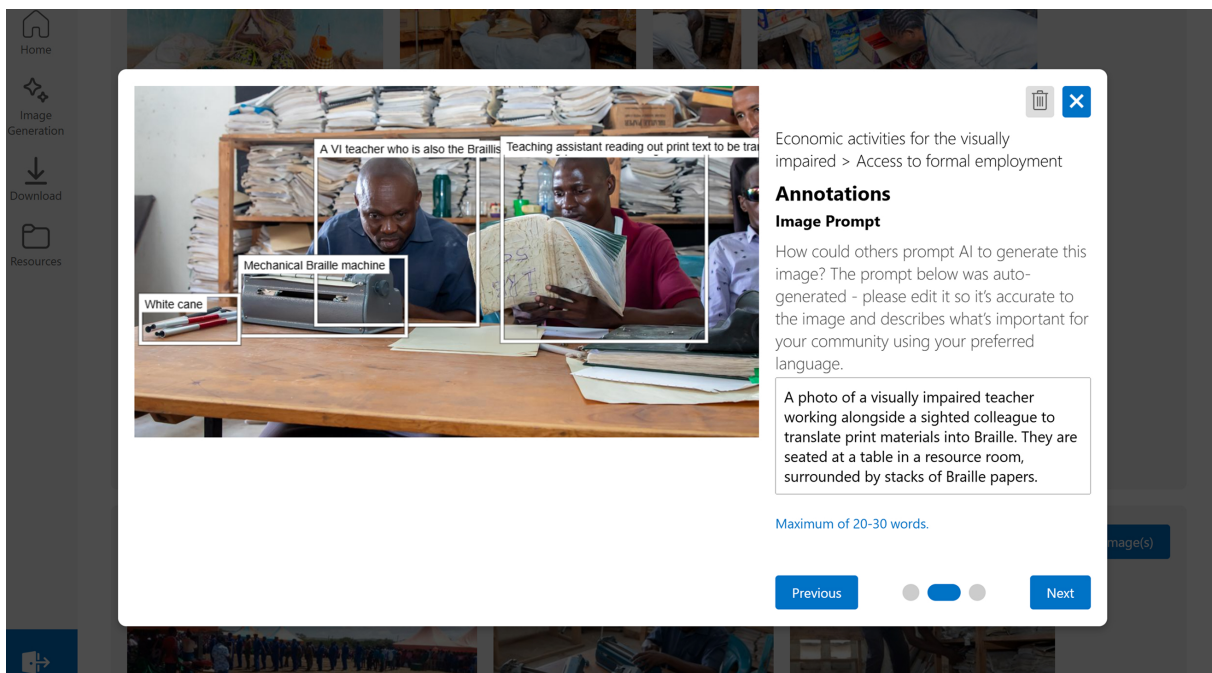 Home
Image
Generation
Download
Resources
A VI teacher who is also the Braillis
Teaching assistant reading out print text to be tra
Mechanical Braille machine
White cane
Economic activities for the visually
impaired > Access to formal employment
Annotations
Image Prompt
How could others prompt AI to generate this
image? The prompt below was auto-
generated - please edit it so it's accurate to
the image and describes what's important for
your community using your preferred
language.
A photo of a visually impaired teacher
working alongside a sighted colleague to
translate print materials into Braille. They are
seated at a table in a resource room,
surrounded by stacks of Braille papers.
Maximum of 20-30 words.
mage(s)
Previous
Next